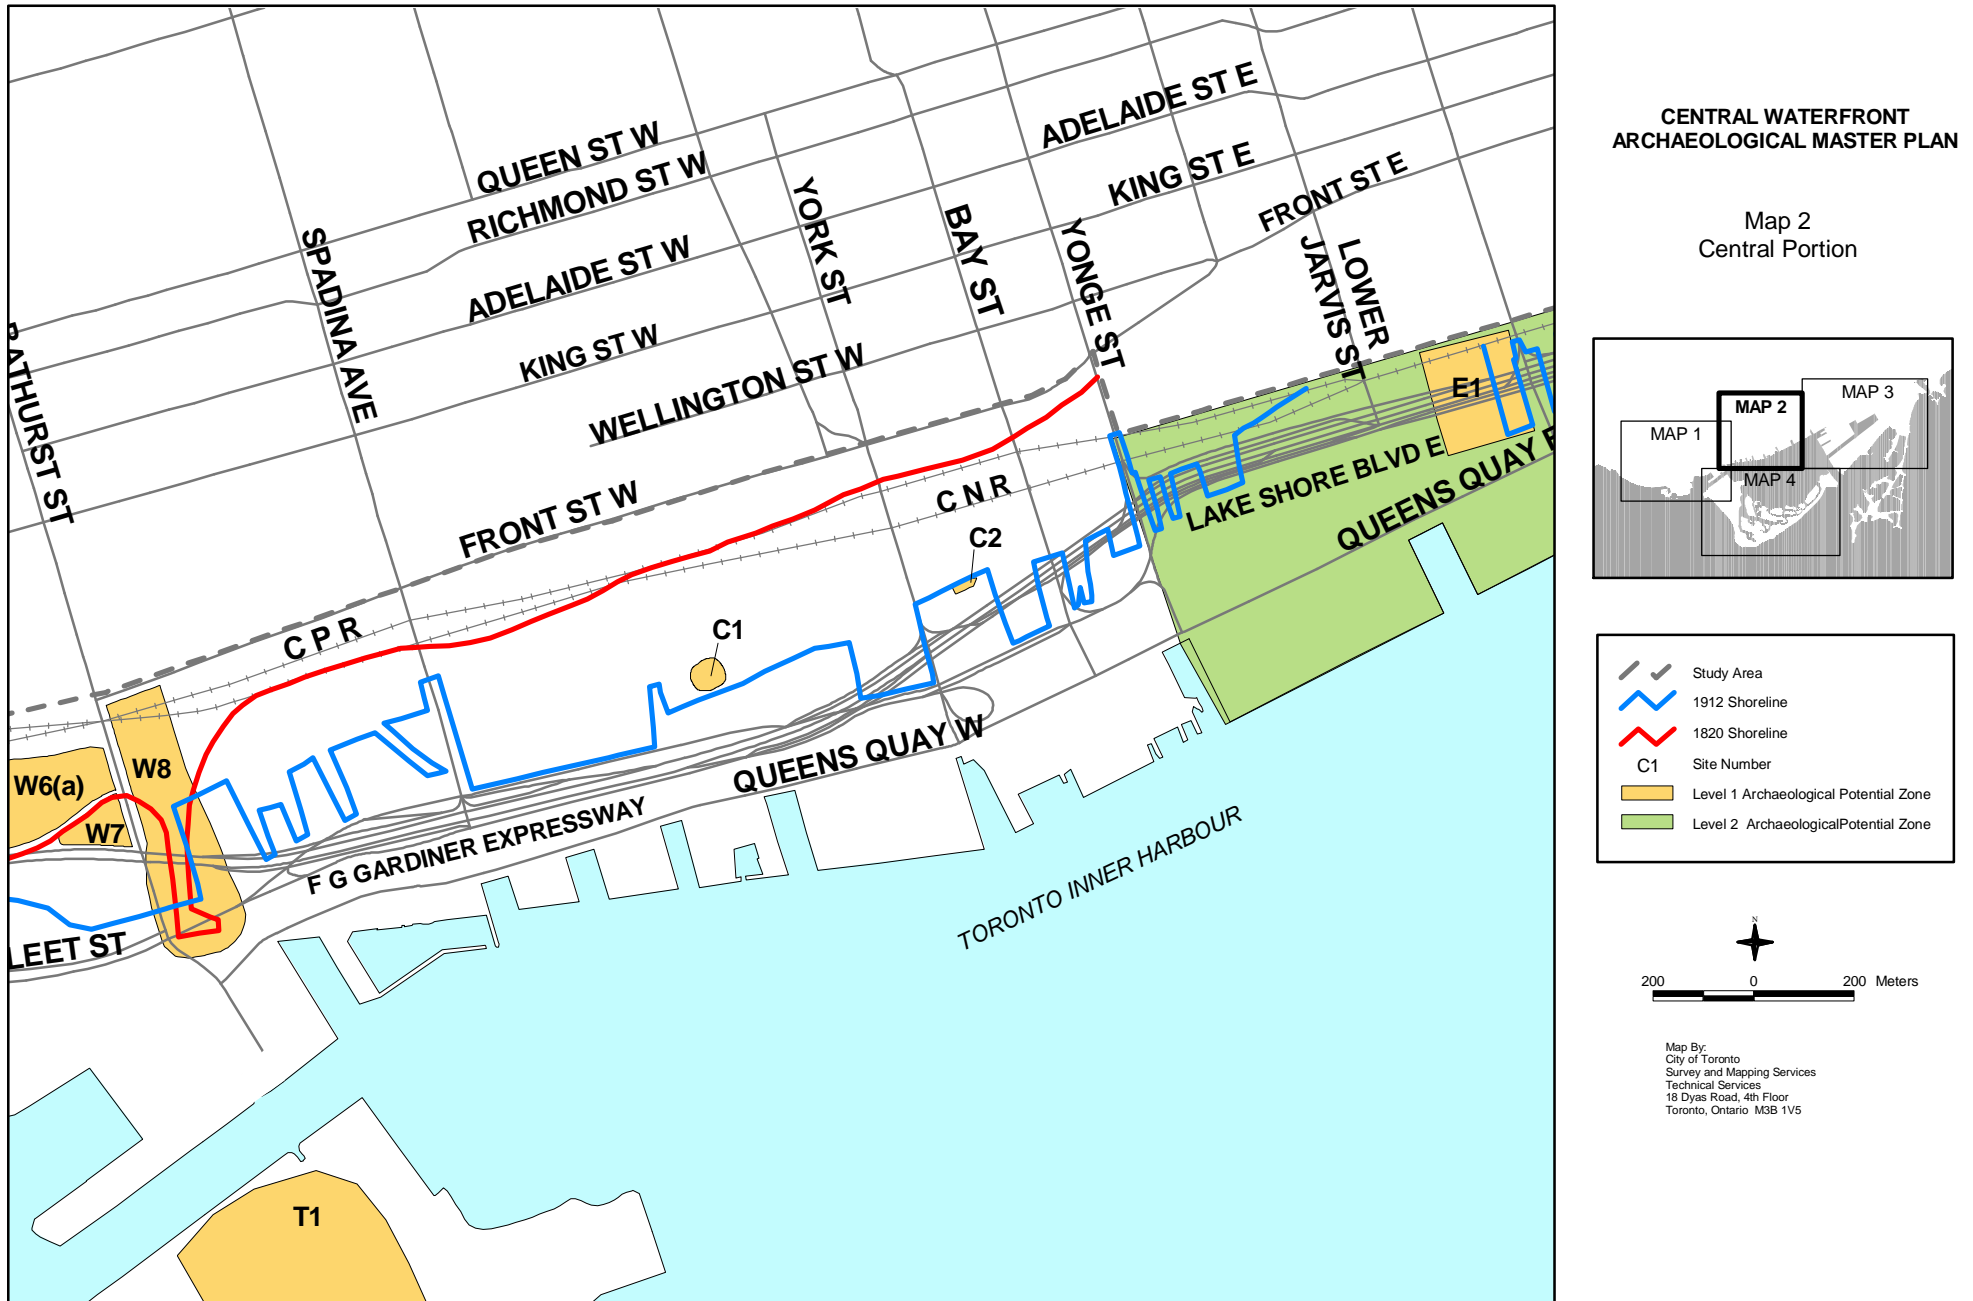 QUEEN ST W
RICHMOND ST W
ADELAIDE ST W
KING ST W
WELLINGTON ST W
FRONT ST W
ADELAIDE ST E
KING ST E
FRONT ST E
SPADINA AVE
YORK ST
BAY ST
YONGE ST
LOWER
JARVIS ST
ATHURST ST
C P R
C N R
LAKE SHORE BLVD E
QUEENS QUAY E
QUEENS QUAY W
F G GARDINER EXPRESSWAY
LEET ST
TORONTO INNER HARBOUR
W6(a)
W7
W8
C1
C2
E1
T1
CENTRAL WATERFRONT
ARCHAEOLOGICAL MASTER PLAN
Map 2
Central Portion
MAP 1
MAP 2
MAP 3
MAP 4
Study Area
1912 Shoreline
1820 Shoreline
C1 Site Number
Level 1 Archaeological Potential Zone
Level 2 ArchaeologicalPotential Zone
N
200 0 200 Meters
Map By:
City of Toronto
Survey and Mapping Services
Technical Services
18 Dyas Road, 4th Floor
Toronto, Ontario M3B 1V5